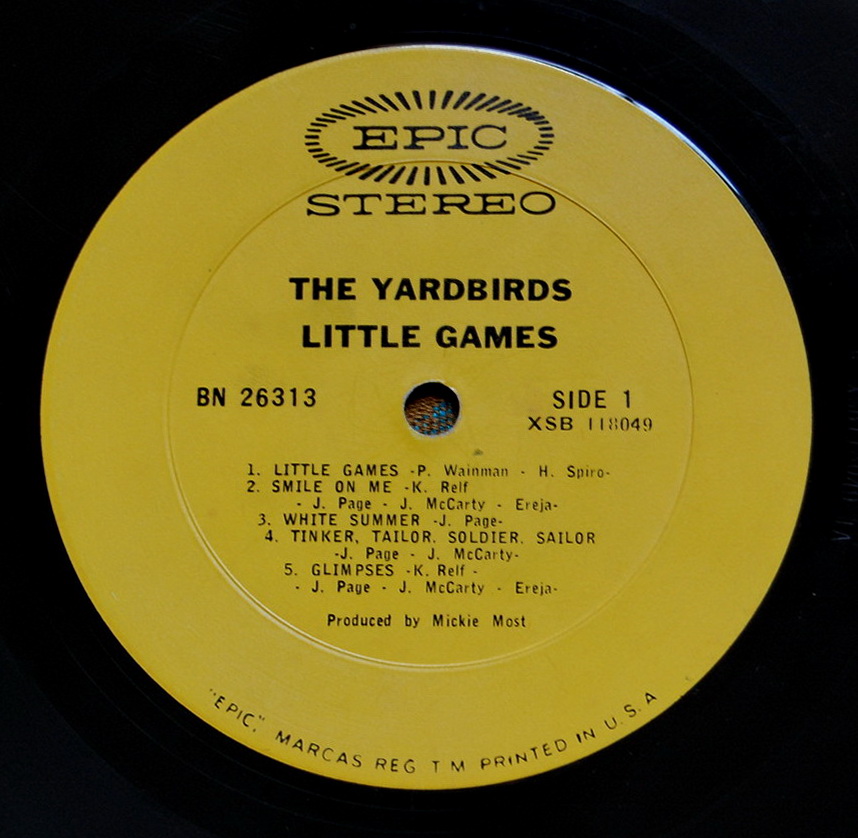 EPIC
STEREO
THE YARDBIRDS
LITTLE GAMES
BN 26313
SIDE 1
XSB 118049
1. LITTLE GAMES -P. Wainman - H. Spiro-
2. SMILE ON ME -K. Relf
- J. Page - J. McCarty - Ereja-
3. WHITE SUMMER -J. Page-
4. TINKER, TAILOR. SOLDIER. SAILOR
-J. Page - J. McCarty-
5. GLIMPSES -K. Relf -
- J. Page - J. McCarty - Ereja-
Produced by Mickie Most
"EPIC," MARCAS REG T M PRINTED IN U.S.A